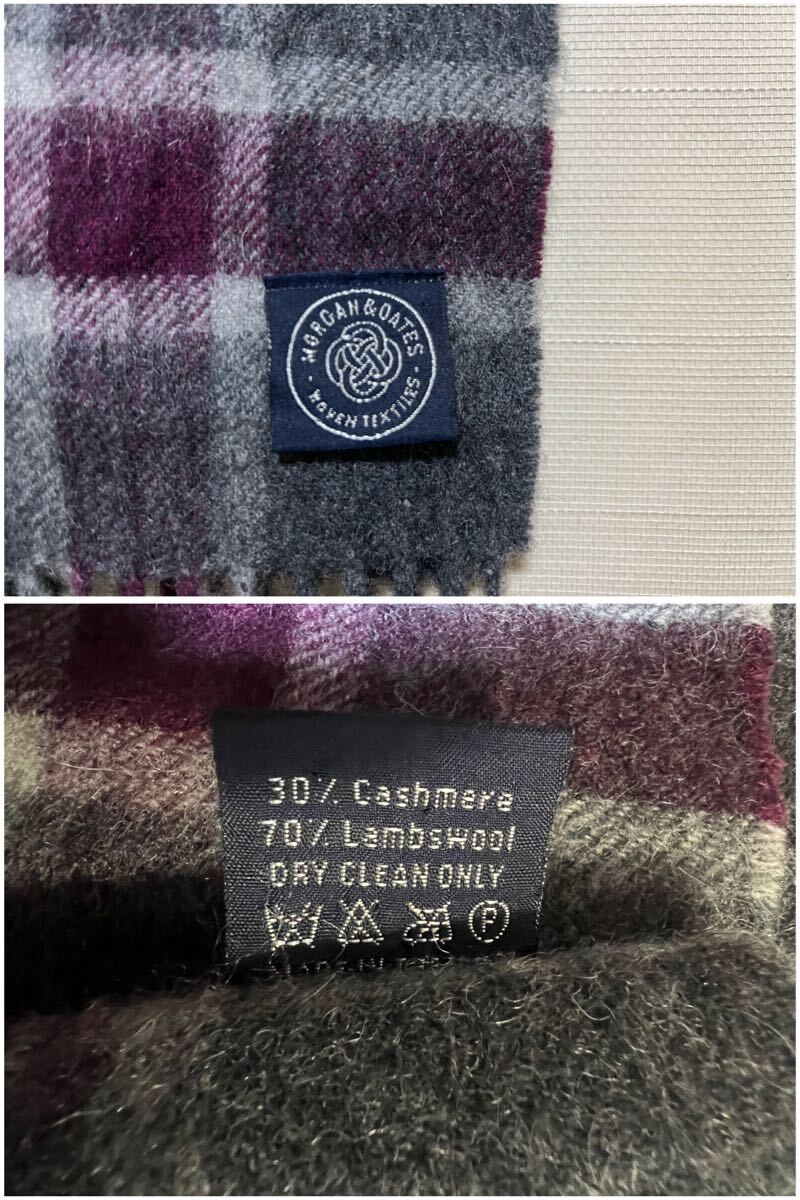 MORGAN & OATES
· WOVEN TEXTILES ·
30% Cashmere
70% Lambswool
DRY CLEAN ONLY
F